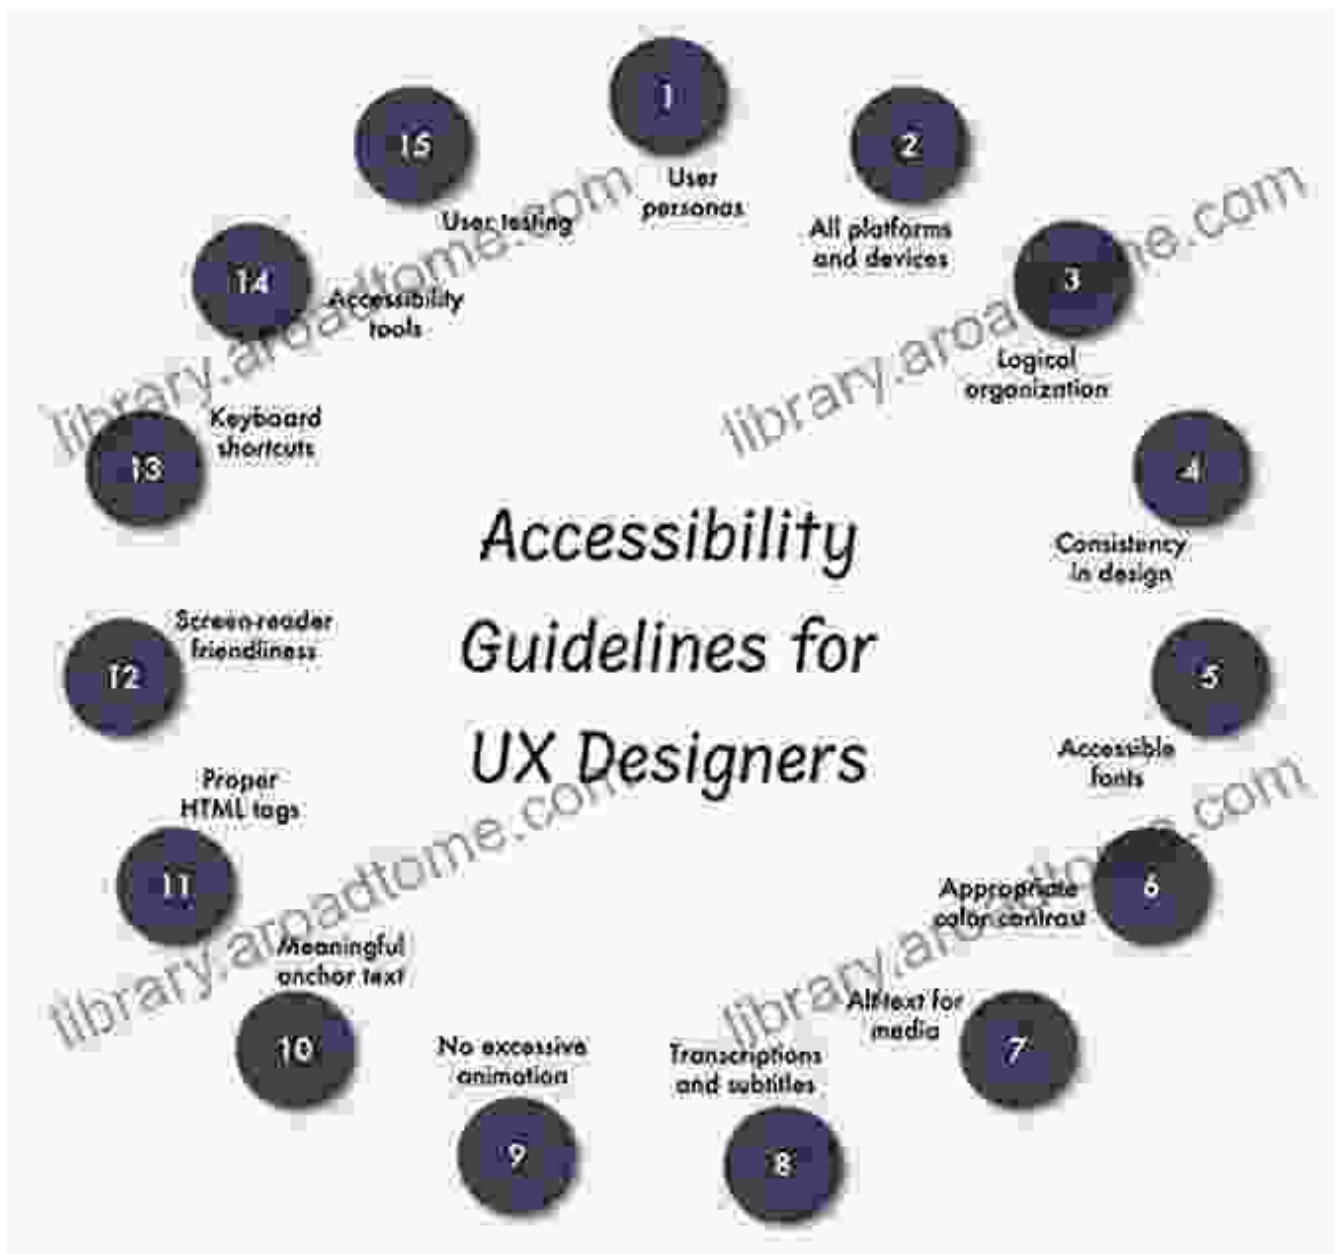 Accessibility
Guidelines for
UX Designers
1
User
personas
2
All platforms
and devices
3
Logical
organization
4
Consistency
in design
5
Accessible
fonts
6
Appropriate
color contrast
7
Alt-text for
media
8
Transcriptions
and subtitles
9
No excessive
animation
10
Meaningful
anchor text
11
Proper
HTML tags
12
Screen-reader
friendliness
13
Keyboard
shortcuts
14
Accessibility
tools
15
User testing
library.aroadtome.com
library.aroadtome.com
library.aroadtome.com
library.aroadtome.com